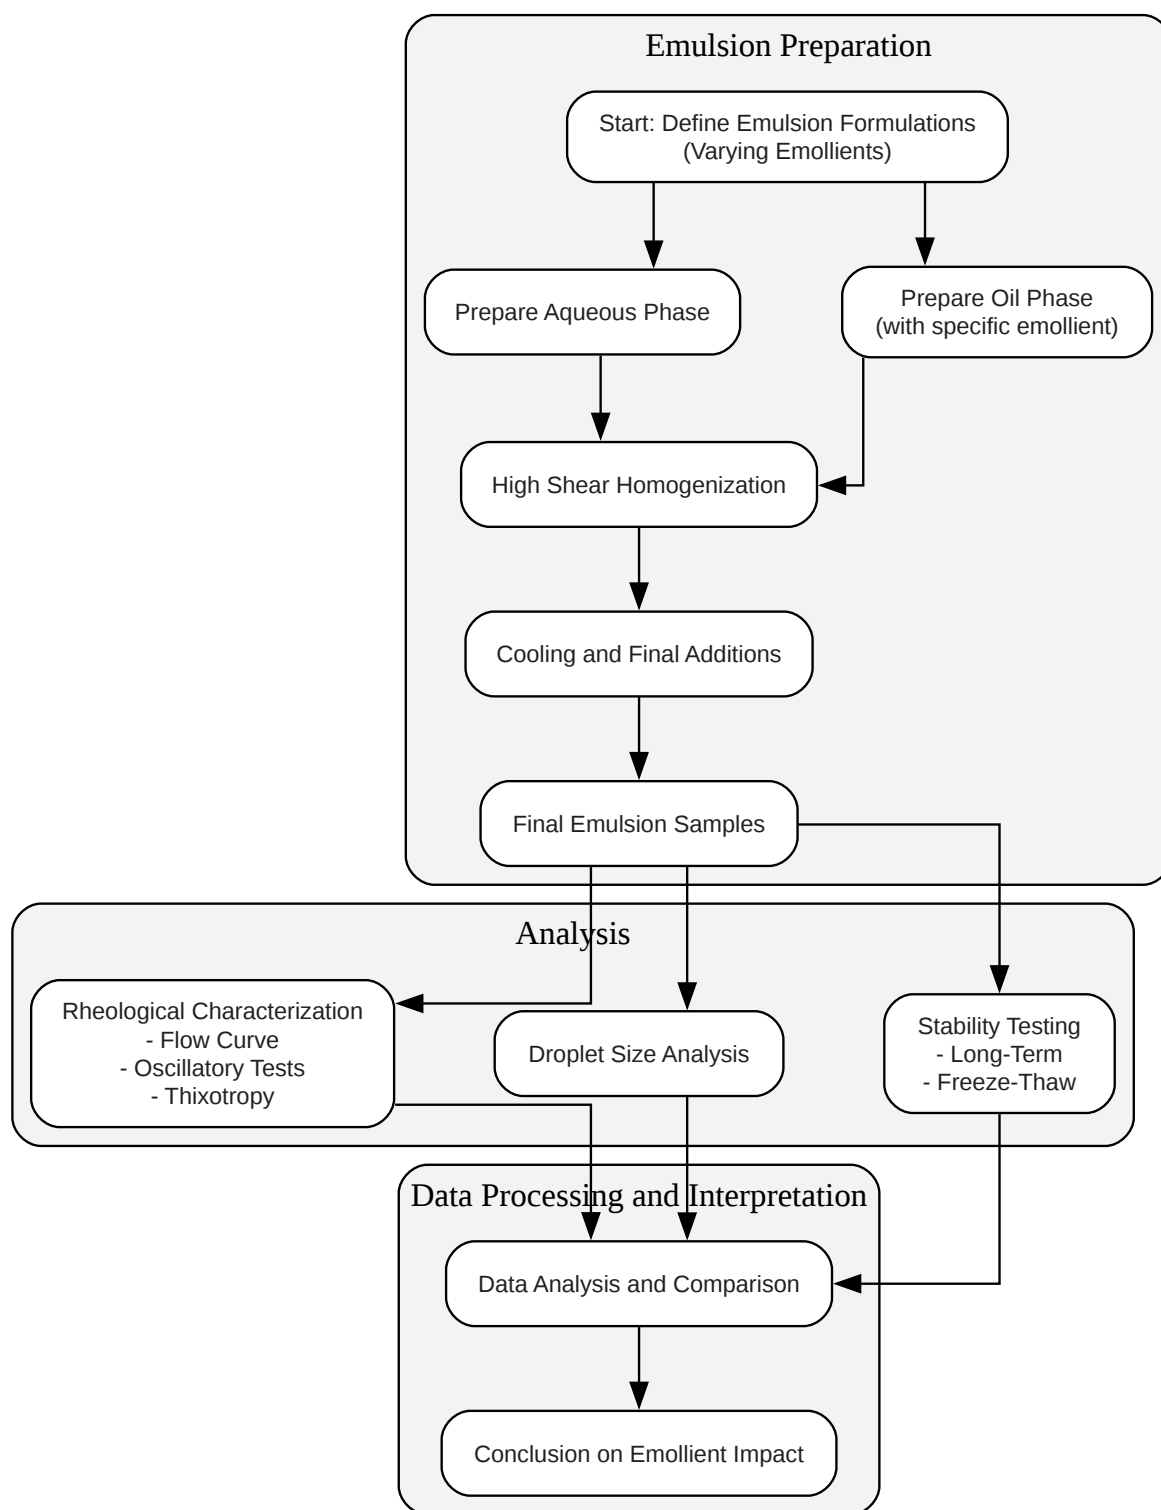 Emulsion Preparation
Start: Define Emulsion Formulations
(Varying Emollients)
Prepare Aqueous Phase
Prepare Oil Phase
(with specific emollient)
High Shear Homogenization
Cooling and Final Additions
Final Emulsion Samples
Analysis
Rheological Characterization
- Flow Curve
- Oscillatory Tests
- Thixotropy
Droplet Size Analysis
Stability Testing
- Long-Term
- Freeze-Thaw
Data Processing and Interpretation
Data Analysis and Comparison
Conclusion on Emollient Impact